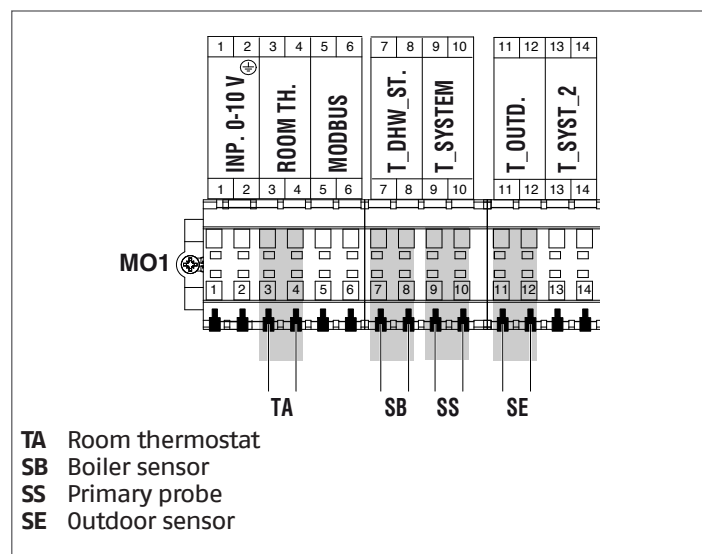 1 2 3 4 5 6 7 8 9 10 11 12 13 14
INP. 0-10 V
ROOM TH.
MODBUS
T_DHW_ST.
T_SYSTEM
T_OUTD.
T_SYST_2
1 2 3 4 5 6 7 8 9 10 11 12 13 14
MO1
1 2 3 4 5 6 7 8 9 10 11 12 13 14
TA SB SS SE
TA Room thermostat
SB Boiler sensor
SS Primary probe
SE Outdoor sensor